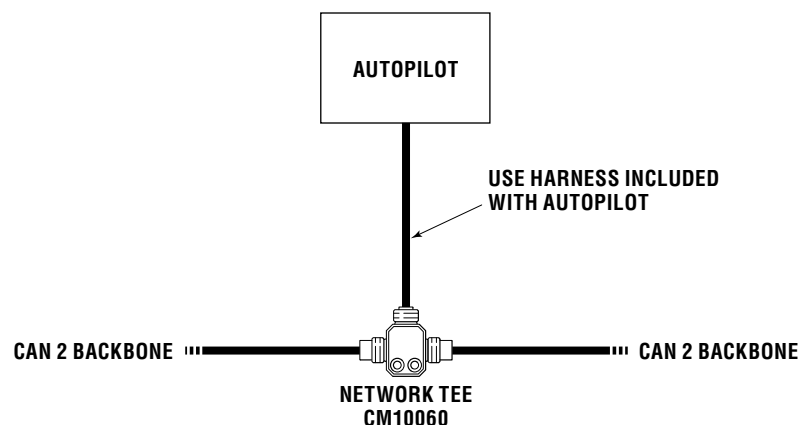 AUTOPILOT
USE HARNESS INCLUDED
WITH AUTOPILOT
CAN 2 BACKBONE
CAN 2 BACKBONE
NETWORK TEE
CM10060